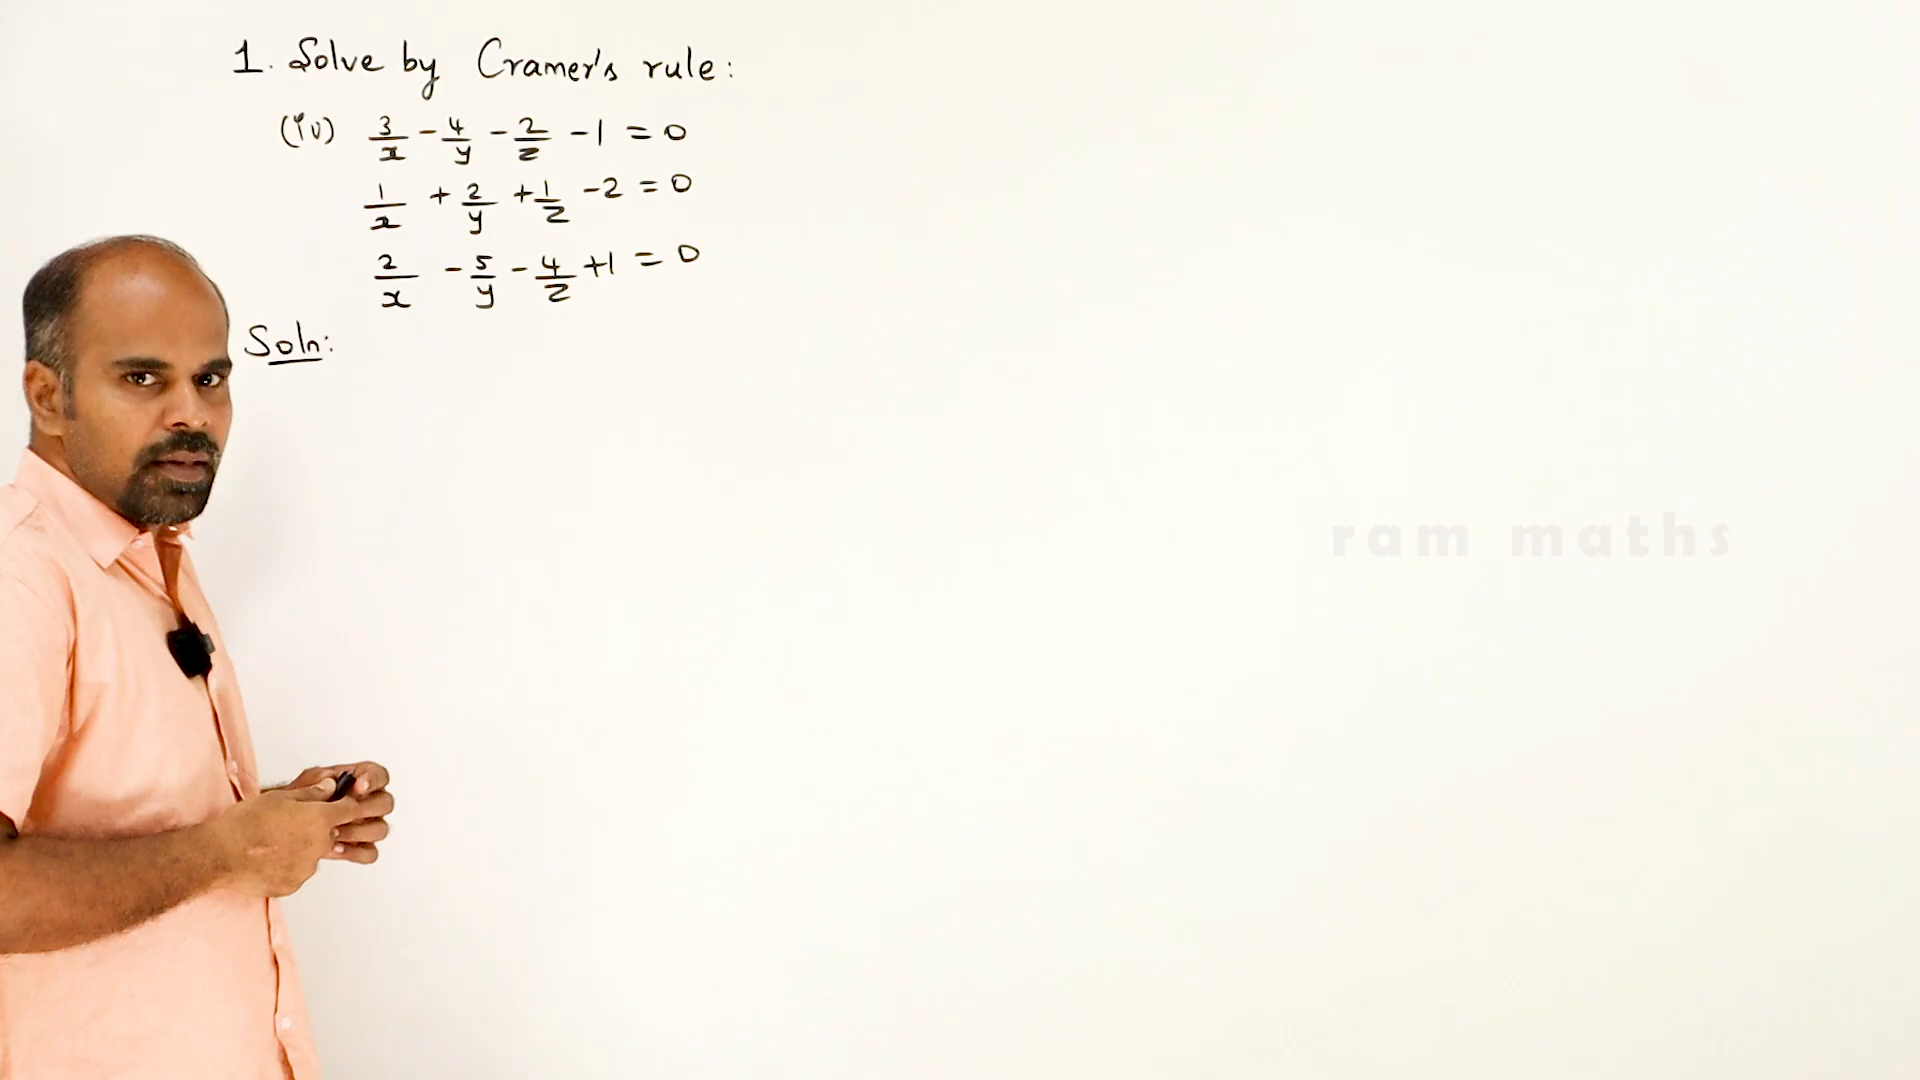 1. Solve by Cramer's rule:
(iv) 3/x - 4/y - 2/z - 1 = 0
1/x + 2/y + 1/z - 2 = 0
2/x - 5/y - 4/z + 1 = 0
Soln:
ram maths